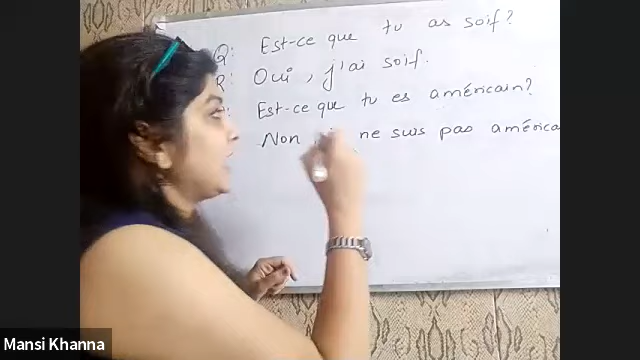 Q: Est-ce que tu as soif?
R: Oui, j'ai soif.
Est-ce que tu es américain?
Non ne suis pas
Mansi Khanna